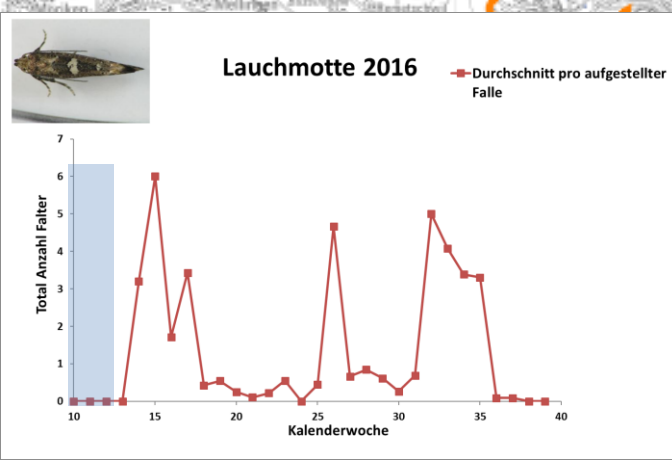 Lauchmotte 2016
Durchschnitt pro aufgestellter
Falle
Total Anzahl Falter
7
6
5
4
3
2
1
0
10 15 20 25 30 35 40
Kalenderwoche